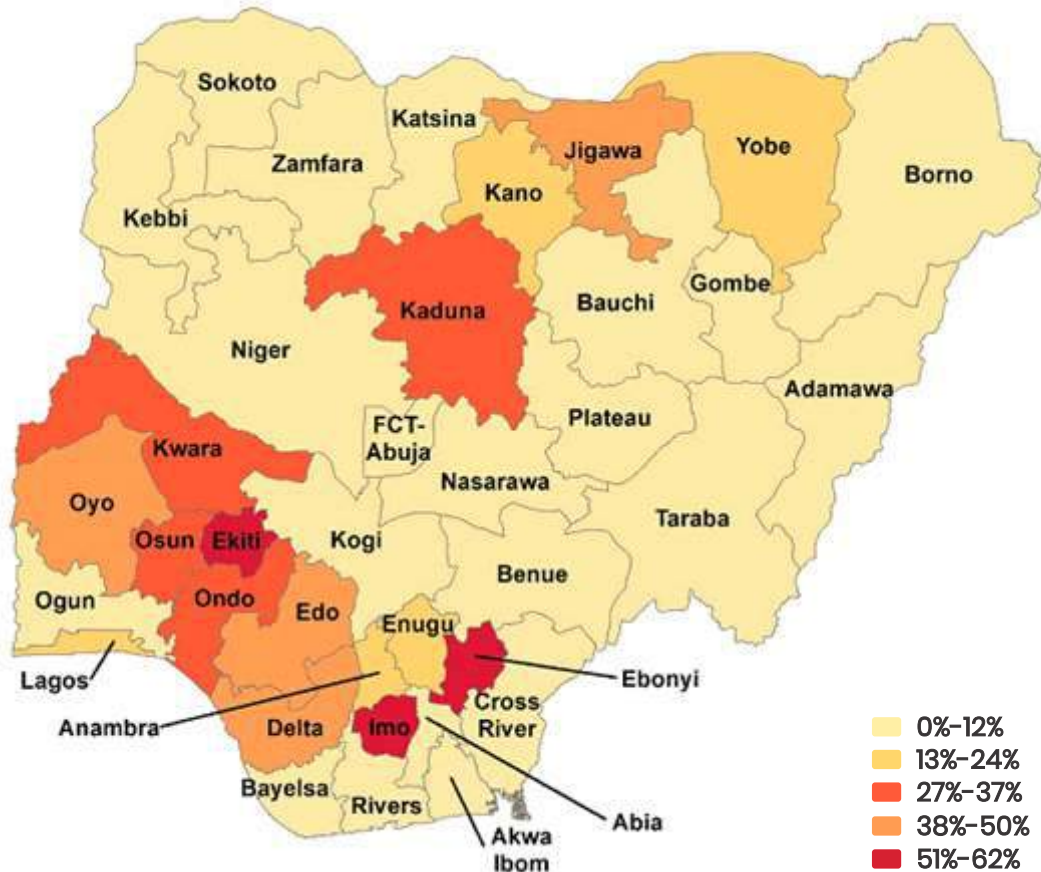 Sokoto
Katsina
Zamfara
Kebbi
Kano
Jigawa
Yobe
Borno
Kaduna
Bauchi
Gombe
Niger
Adamawa
FCT-
Abuja
Plateau
Nasarawa
Kwara
Oyo
Osun
Ekiti
Kogi
Taraba
Ogun
Ondo
Edo
Benue
Enugu
Lagos
Ebonyi
Anambra
Delta
Imo
Cross
River
Bayelsa
Rivers
Akwa
Ibom
Abia
0%-12%
13%-24%
27%-37%
38%-50%
51%-62%